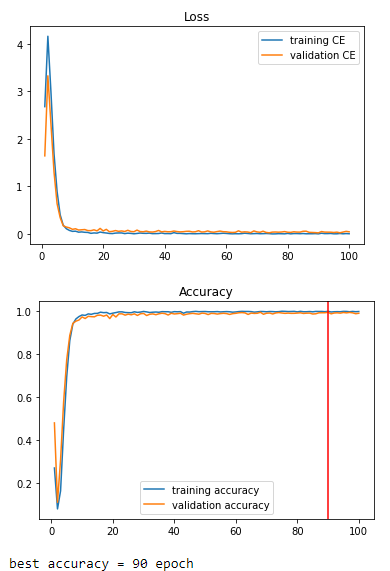 Loss
training CE
validation CE
4
3
2
1
0
0 20 40 60 80 100
Accuracy
1.0
0.8
0.6
0.4
0.2
training accuracy
validation accuracy
0 20 40 60 80 100
best accuracy = 90 epoch